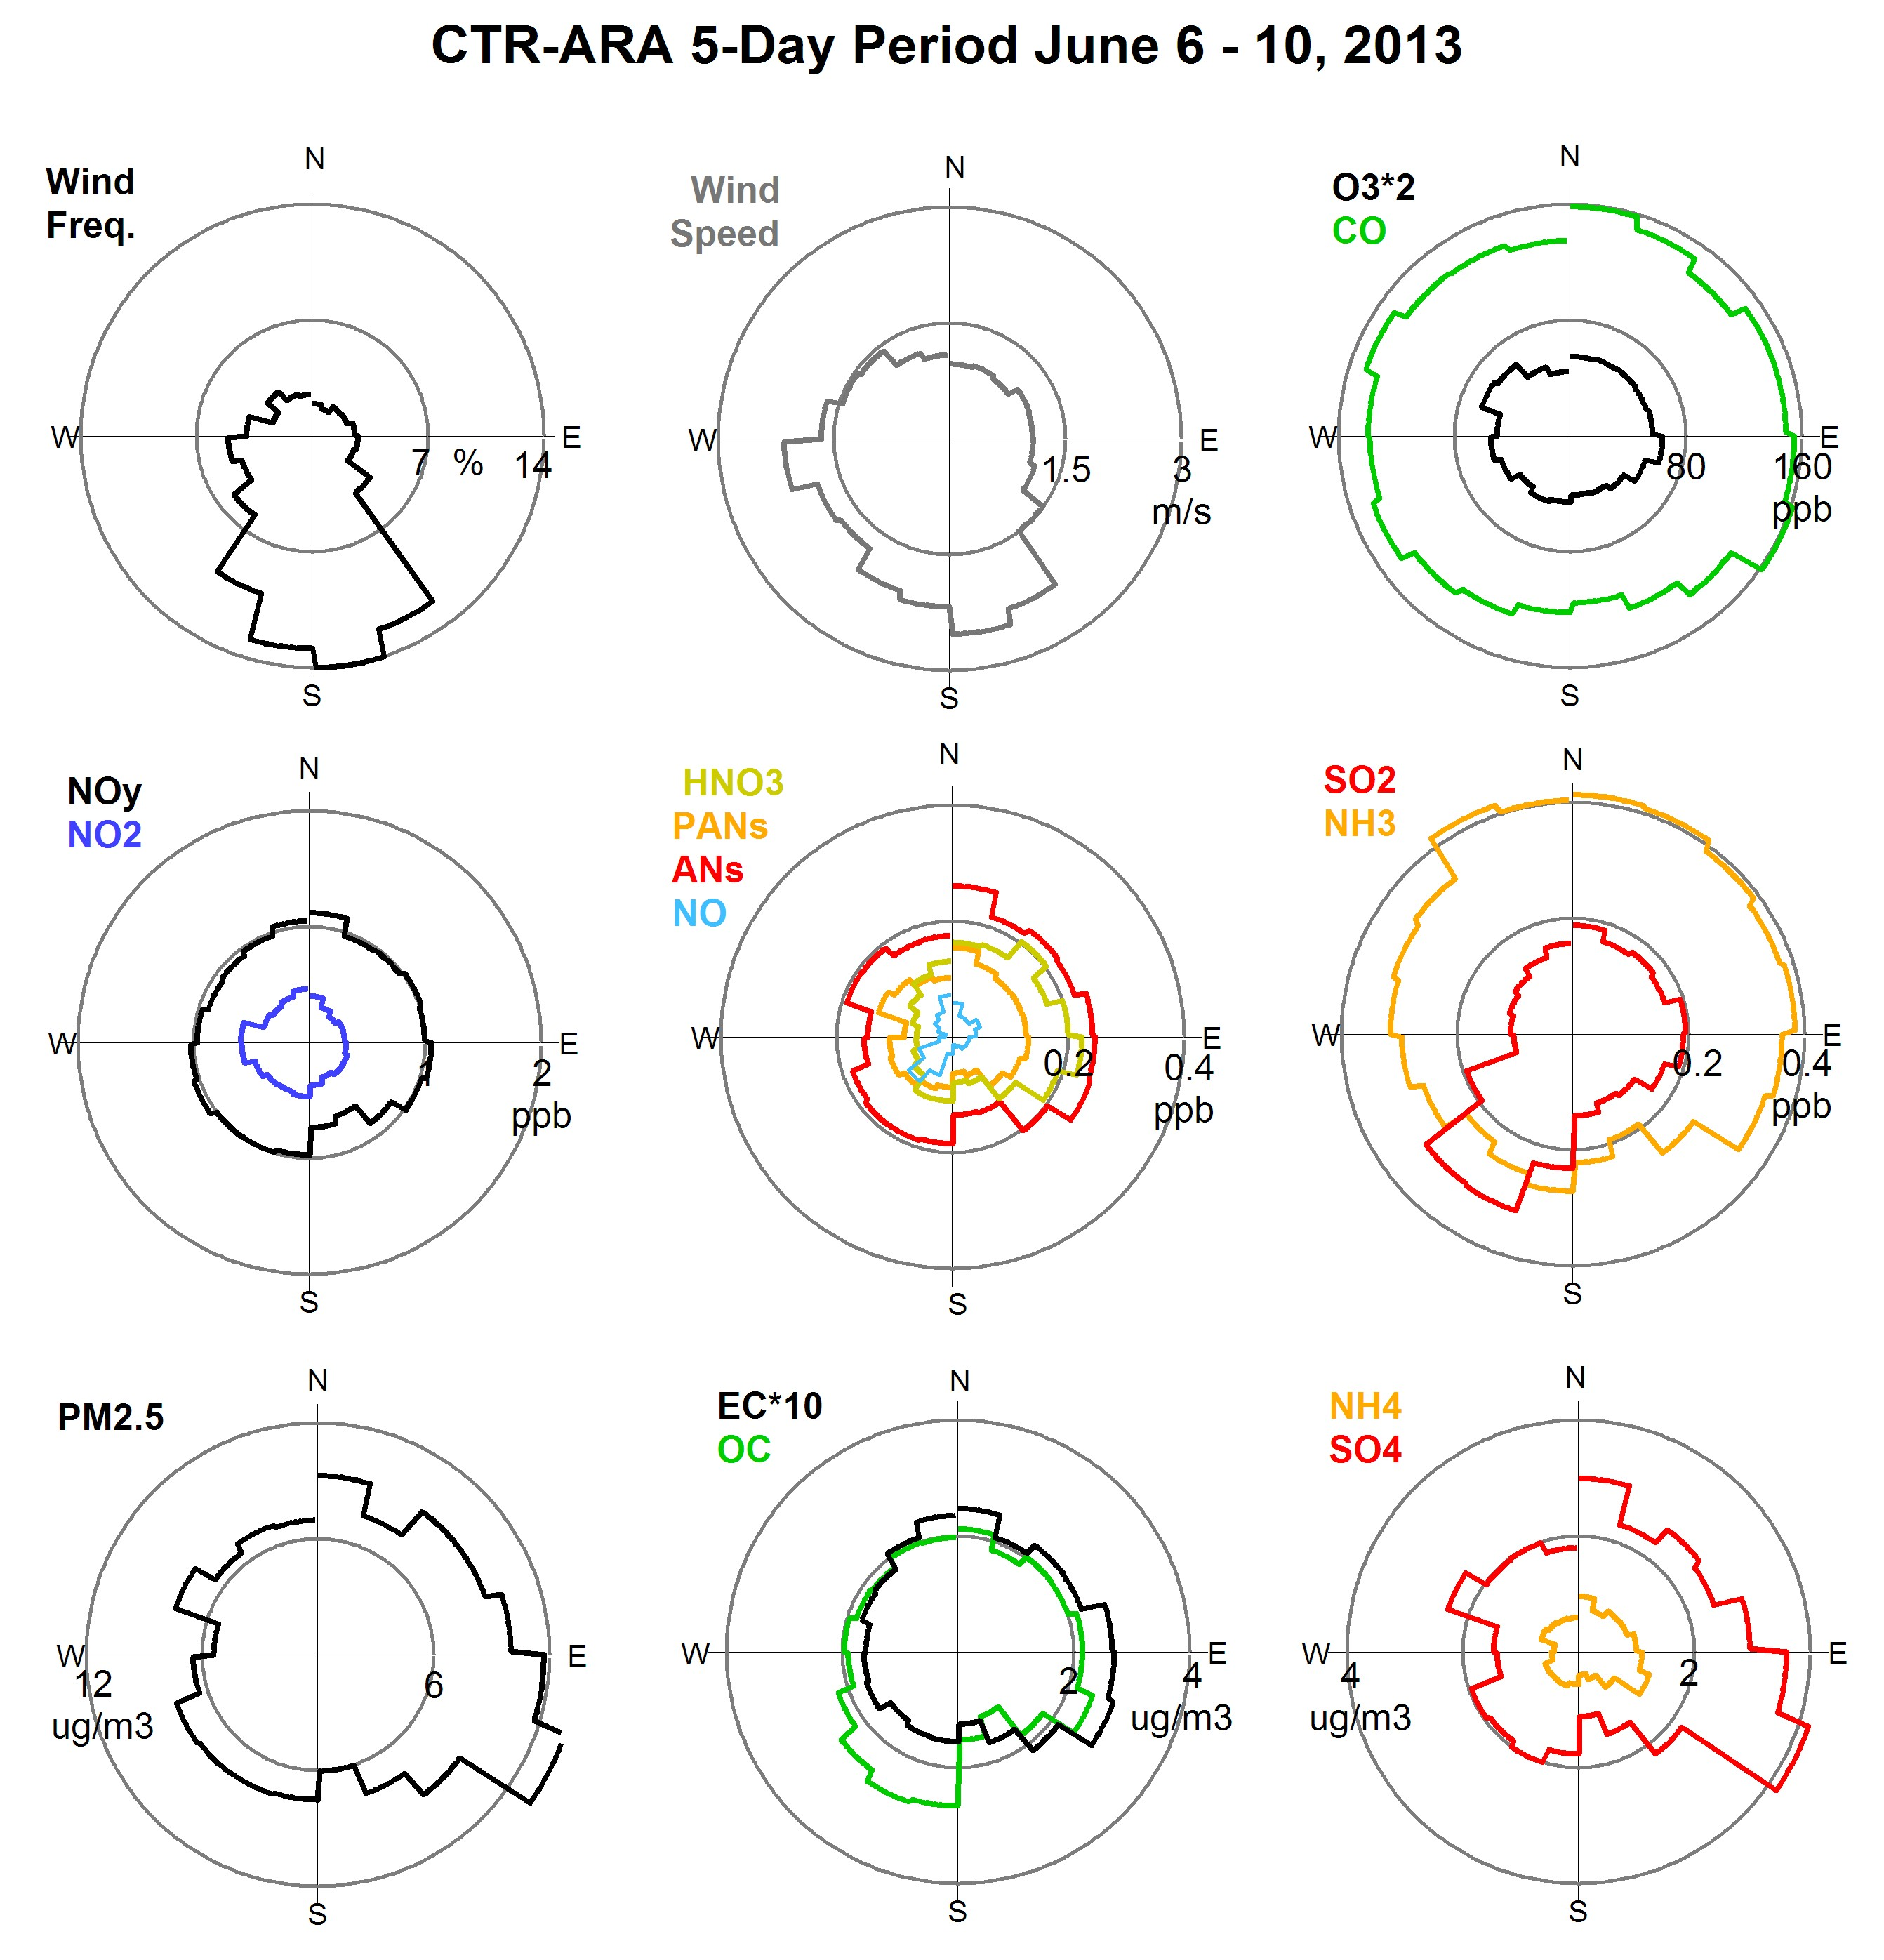 CTR-ARA 5-Day Period June 6 - 10, 2013
Wind
Freq.
N
W
E
7 % 14
S
Wind
Speed
N
W
E
1.5 3
m/s
S
O3*2
CO
N
W
E
80 160
ppb
S
NOy
NO2
N
W
E
1 2
ppb
S
HNO3
PANs
ANs
NO
N
W
E
0.2 0.4
ppb
S
SO2
NH3
N
W
E
0.2 0.4
ppb
S
PM2.5
N
W
E
12 6
ug/m3
S
EC*10
OC
N
W
E
2 4
ug/m3
S
NH4
SO4
N
W
E
4 2
ug/m3
S